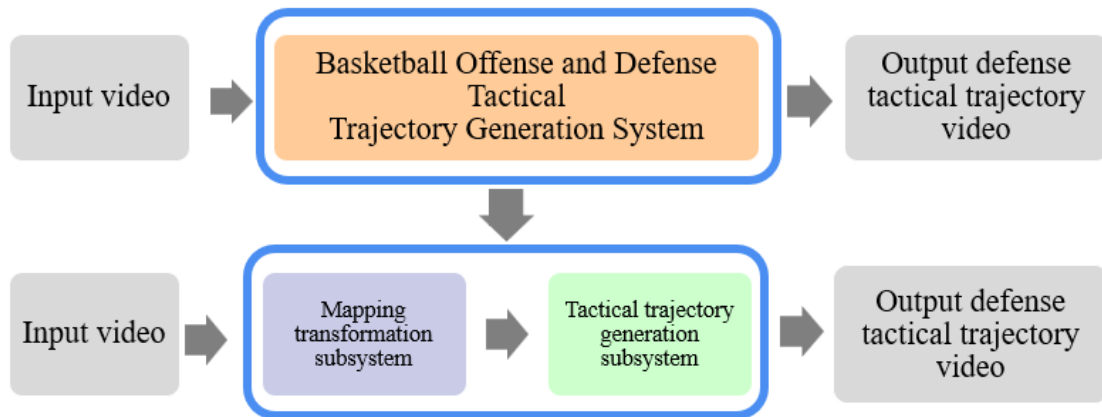 Input video
Basketball Offense and Defense
Tactical
Trajectory Generation System
Output defense
tactical trajectory
video
Input video
Mapping
transformation
subsystem
Tactical trajectory
generation
subsystem
Output defense
tactical trajectory
video